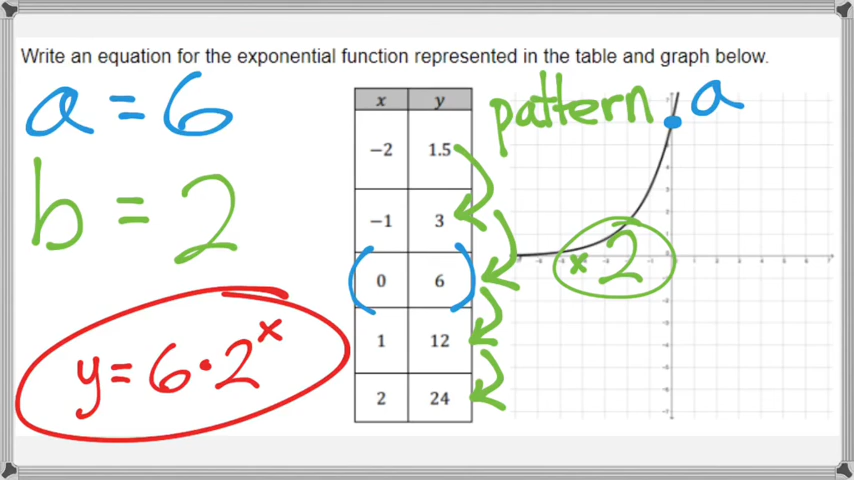 Write an equation for the exponential function represented in the table and graph below.
a = 6
b = 2
y = 6 · 2^x
x y
−2 1.5
−1 3
(0 6)
1 12
2 24
pattern
a
× 2